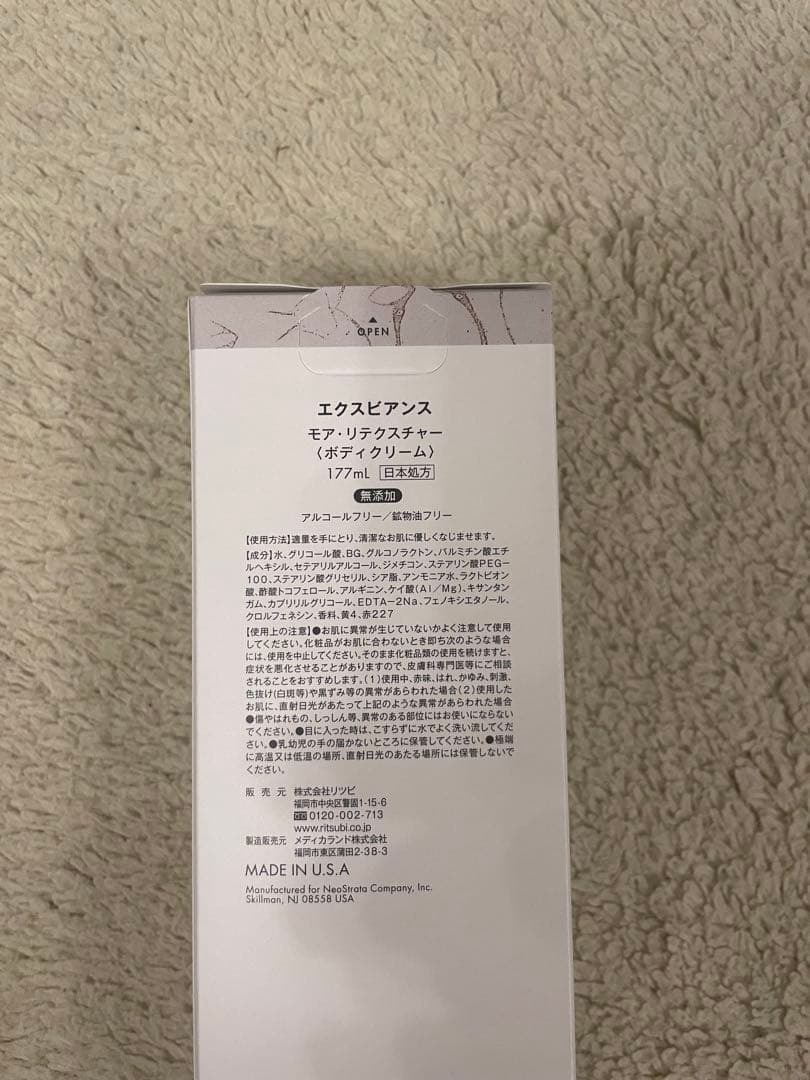 ▲
OPEN
エクスビアンス
モア・リテクスチャー
〈ボディクリーム〉
177mL 日本処方
無添加
アルコールフリー／鉱物油フリー
【使用方法】適量を手にとり、清潔なお肌に優しくなじませます。
【成分】水、グリコール酸、BG、グルコノラクトン、パルミチン酸エチ
ルヘキシル、セテアリルアルコール、ジメチコン、ステアリン酸PEG-
100、ステアリン酸グリセリル、シア脂、アンモニア水、ラクトビオン
酸、酢酸トコフェロール、アルギニン、ケイ酸(Al／Mg)、キサンタン
ガム、カプリリルグリコール、EDTA-2Na、フェノキシエタノール、
クロルフェネシン、香料、黄4、赤227
【使用上の注意】●お肌に異常が生じていないかよく注意して使用
してください。化粧品がお肌に合わないとき即ち次のような場合
には、使用を中止してください。そのまま化粧品類の使用を続けますと、
症状を悪化させることがありますので、皮膚科専門医等にご相談
されることをおすすめします。(1)使用中、赤味、はれ、かゆみ、刺激、
色抜け(白斑等)や黒ずみ等の異常があらわれた場合(2)使用した
お肌に、直射日光があたって上記のような異常があらわれた場合
●傷やはれもの、しっしん等、異常のある部位にはお使いにならない
でください。●目に入った時は、こすらずに水でよく洗い流してくだ
さい。●乳幼児の手の届かないところに保管してください。●極端
に高温又は低温の場所、直射日光のあたる場所には保管しないで
ください。
販売元 株式会社リツビ
福岡市中央区警固1-15-6
0120-002-713
www.ritsubi.co.jp
製造販売元 メディカランド株式会社
福岡市東区蒲田2-38-3
MADE IN U.S.A
Manufactured for NeoStrata Company, Inc.
Skillman, NJ 08558 USA